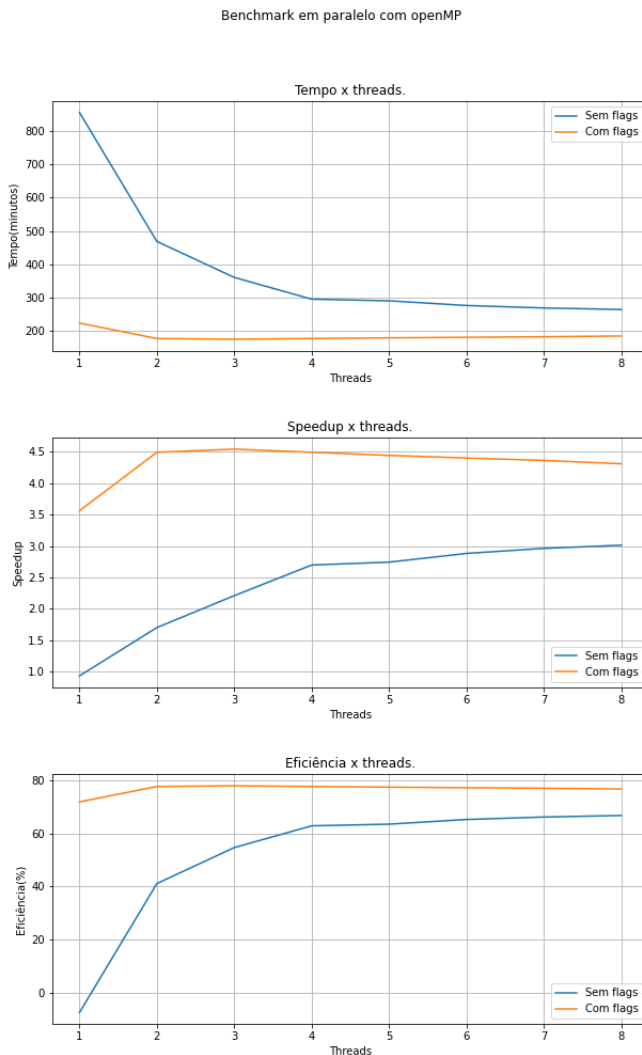 Benchmark em paralelo com openMP
Tempo x threads.
Tempo(minutos)
800
700
600
500
400
300
200
Sem flags
Com flags
1 2 3 4 5 6 7 8
Threads
Speedup x threads.
Speedup
4.5
4.0
3.5
3.0
2.5
2.0
1.5
1.0
Sem flags
Com flags
1 2 3 4 5 6 7 8
Threads
Eficiência x threads.
Eficiência(%)
80
60
40
20
0
Sem flags
Com flags
1 2 3 4 5 6 7 8
Threads